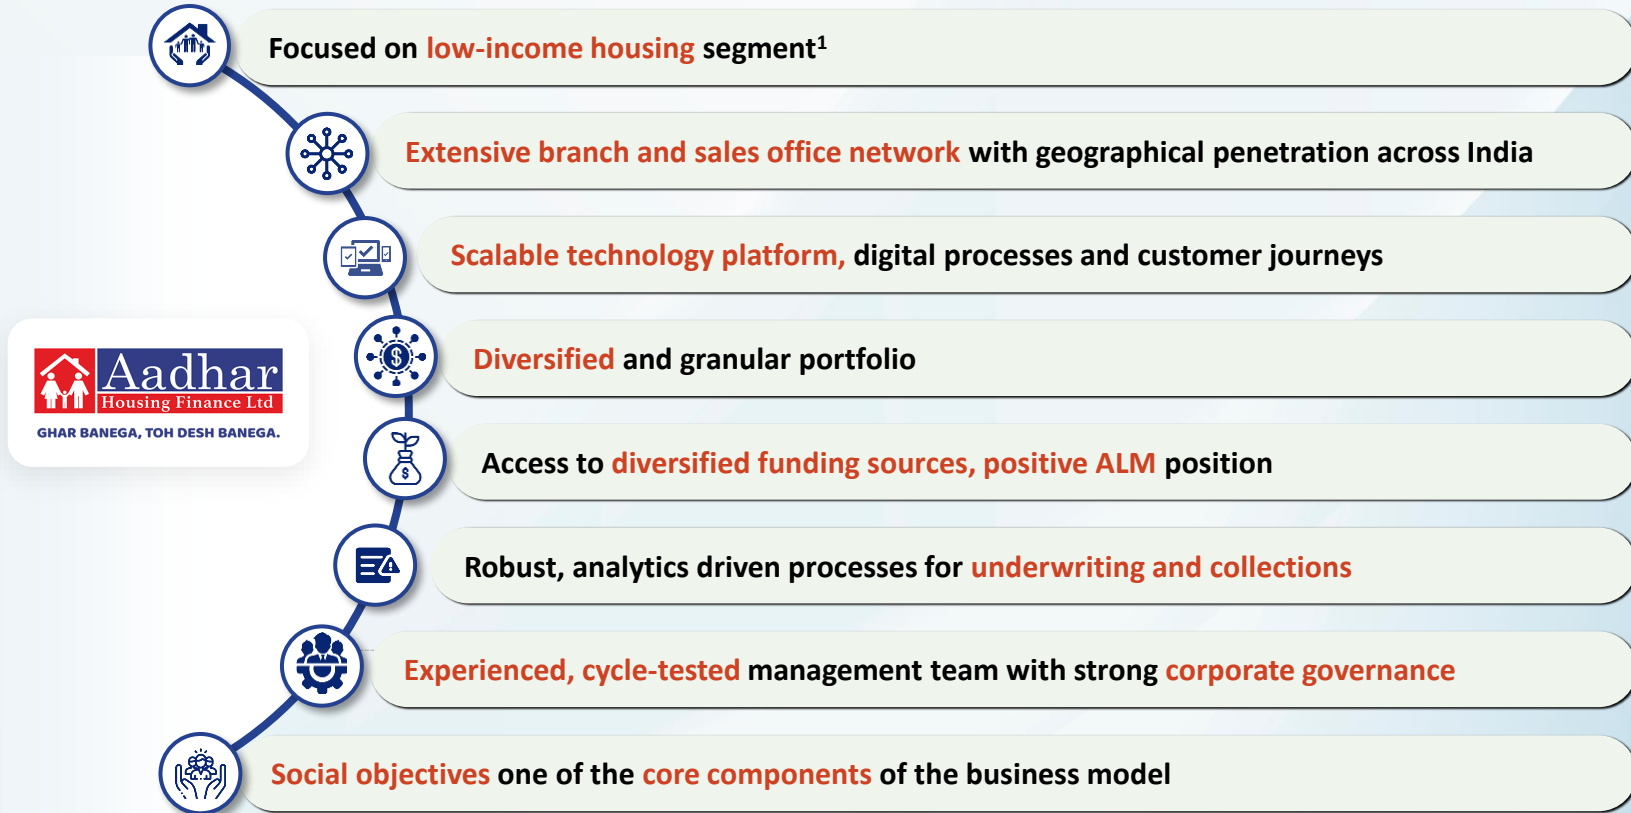 Focused on low-income housing segment¹
Extensive branch and sales office network with geographical penetration across India
Scalable technology platform, digital processes and customer journeys
Diversified and granular portfolio
Aadhar
Housing Finance Ltd
GHAR BANEGA, TOH DESH BANEGA.
Access to diversified funding sources, positive ALM position
Robust, analytics driven processes for underwriting and collections
Experienced, cycle-tested management team with strong corporate governance
Social objectives one of the core components of the business model